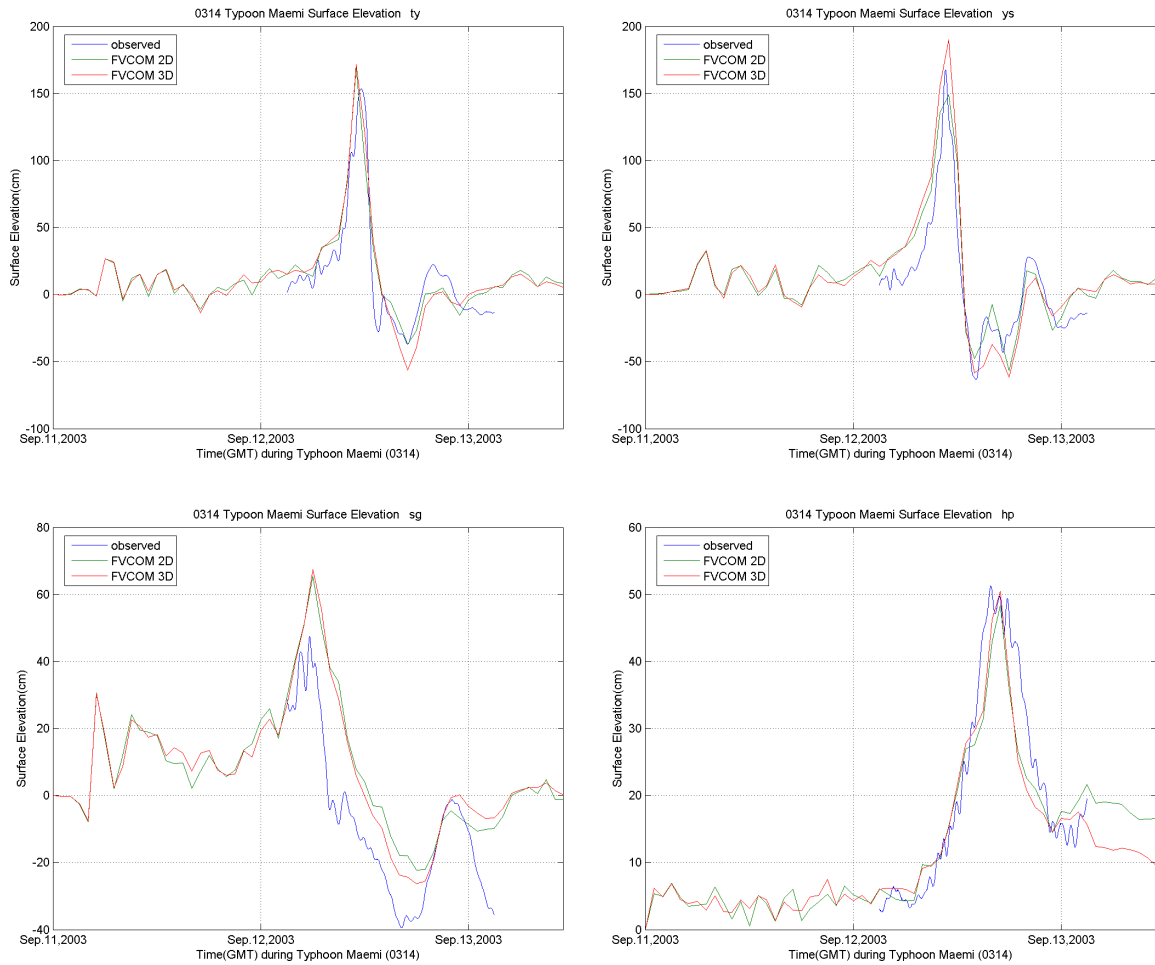 0314 Typoon Maemi Surface Elevation ty
observed
FVCOM 2D
FVCOM 3D
Surface Elevation(cm)
200
150
100
50
0
-50
-100
Sep.11,2003 Sep.12,2003 Sep.13,2003
Time(GMT) during Typhoon Maemi (0314)
0314 Typoon Maemi Surface Elevation ys
observed
FVCOM 2D
FVCOM 3D
Surface Elevation(cm)
200
150
100
50
0
-50
-100
Sep.11,2003 Sep.12,2003 Sep.13,2003
Time(GMT) during Typhoon Maemi (0314)
0314 Typoon Maemi Surface Elevation sg
observed
FVCOM 2D
FVCOM 3D
Surface Elevation(cm)
80
60
40
20
0
-20
-40
Sep.11,2003 Sep.12,2003 Sep.13,2003
Time(GMT) during Typhoon Maemi (0314)
0314 Typoon Maemi Surface Elevation hp
observed
FVCOM 2D
FVCOM 3D
Surface Elevation(cm)
60
50
40
30
20
10
0
Sep.11,2003 Sep.12,2003 Sep.13,2003
Time(GMT) during Typhoon Maemi (0314)